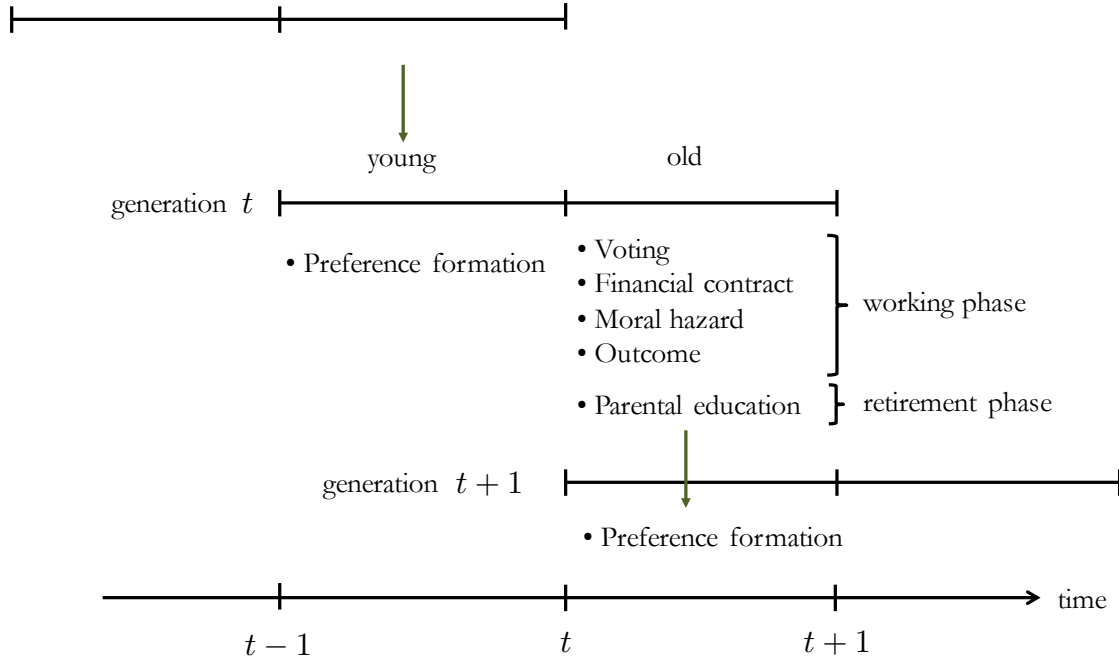 young
old
generation t
• Preference formation
• Voting
• Financial contract
• Moral hazard
• Outcome
working phase
• Parental education
retirement phase
generation t + 1
• Preference formation
time
t − 1
t
t + 1